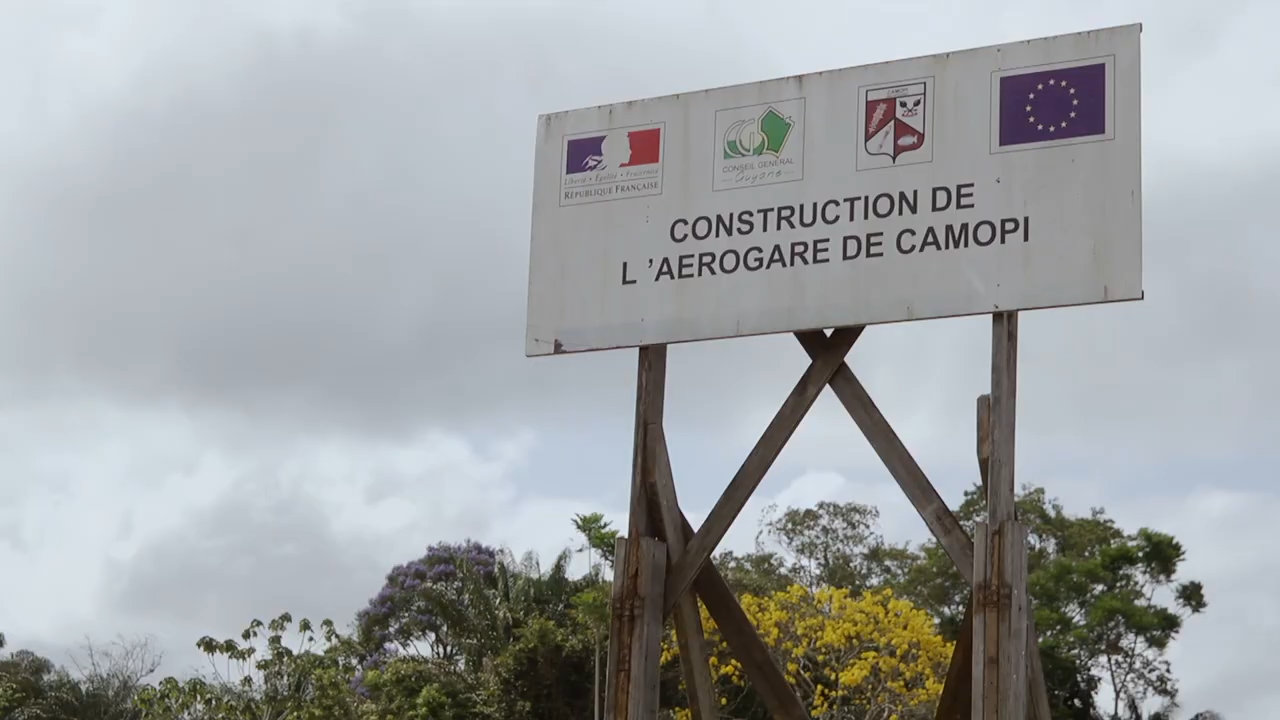 Liberté • Égalité • Fraternité
RÉPUBLIQUE FRANÇAISE
CONSEIL GENERAL
Guyane
CAMOPI
CONSTRUCTION DE
L ’AEROGARE DE CAMOPI